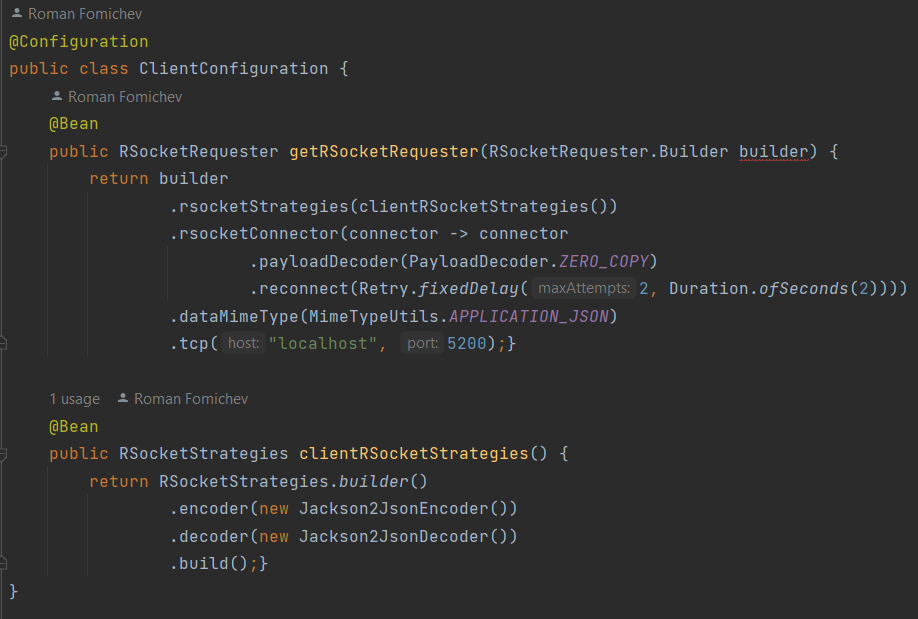 Roman Fomichev
@Configuration
public class ClientConfiguration {
Roman Fomichev
@Bean
public RSocketRequester getRSocketRequester(RSocketRequester.Builder builder) {
return builder
.rsocketStrategies(clientRSocketStrategies())
.rsocketConnector(connector -> connector
.payloadDecoder(PayloadDecoder.ZERO_COPY)
.reconnect(Retry.fixedDelay( maxAttempts: 2, Duration.ofSeconds(2))))
.dataMimeType(MimeTypeUtils.APPLICATION_JSON)
.tcp( host: "localhost", port: 5200);}
1 usage Roman Fomichev
@Bean
public RSocketStrategies clientRSocketStrategies() {
return RSocketStrategies.builder()
.encoder(new Jackson2JsonEncoder())
.decoder(new Jackson2JsonDecoder())
.build();}
}